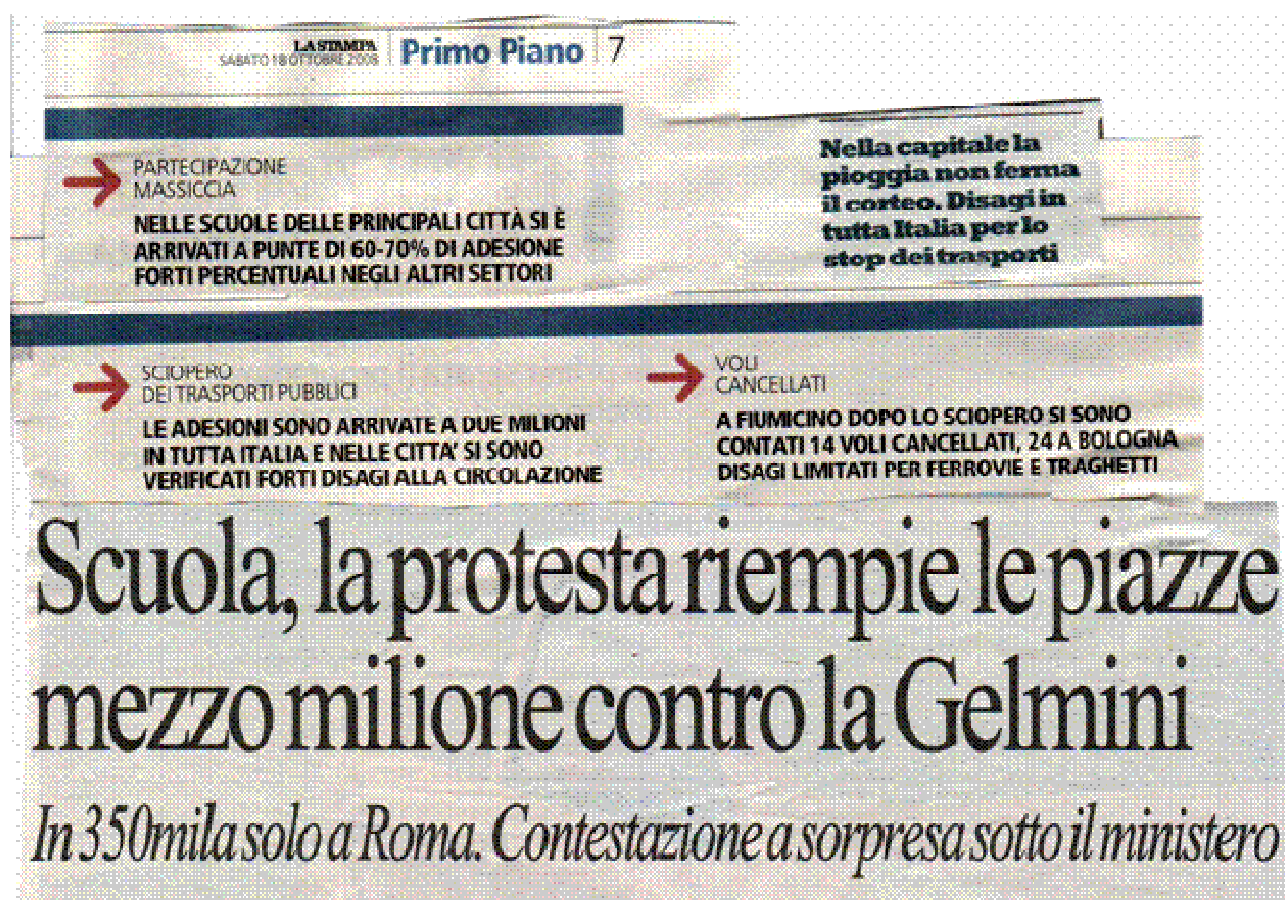 LA STAMPA
SABATO 18 OTTOBRE 2008
Primo Piano 7
PARTECIPAZIONE
MASSICCIA
NELLE SCUOLE DELLE PRINCIPALI CITTÀ SI È
ARRIVATI A PUNTE DI 60-70% DI ADESIONE
FORTI PERCENTUALI NEGLI ALTRI SETTORI
Nella capitale la
pioggia non ferma
il corteo. Disagi in
tutta Italia per lo
stop dei trasporti
SCIOPERO
DEI TRASPORTI PUBBLICI
LE ADESIONI SONO ARRIVATE A DUE MILIONI
IN TUTTA ITALIA E NELLE CITTA' SI SONO
VERIFICATI FORTI DISAGI ALLA CIRCOLAZIONE
VOLI
CANCELLATI
A FIUMICINO DOPO LO SCIOPERO SI SONO
CONTATI 14 VOLI CANCELLATI, 24 A BOLOGNA
DISAGI LIMITATI PER FERROVIE E TRAGHETTI
Scuola, la protesta riempie le piazze
mezzo milione contro la Gelmini
In 350mila solo a Roma. Contestazione a sorpresa sotto il ministero